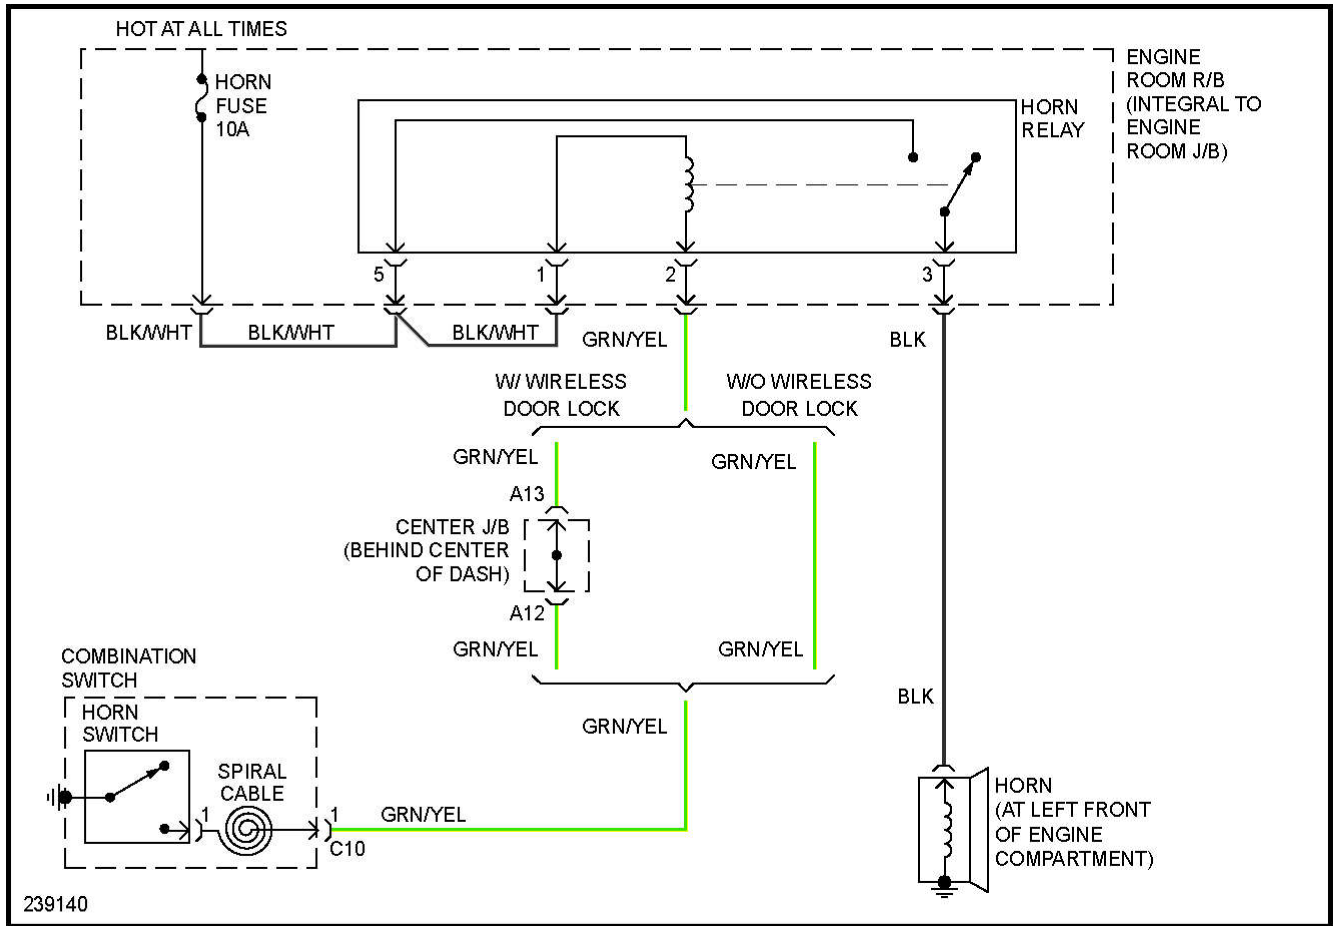 HOT AT ALL TIMES
HORN
FUSE
10A
HORN
RELAY
ENGINE
ROOM R/B
(INTEGRAL TO
ENGINE
ROOM J/B)
5
1
2
3
BLK/WHT
BLK/WHT
BLK/WHT
GRN/YEL
BLK
W/ WIRELESS
DOOR LOCK
W/O WIRELESS
DOOR LOCK
GRN/YEL
GRN/YEL
A13
CENTER J/B
(BEHIND CENTER
OF DASH)
A12
GRN/YEL
GRN/YEL
COMBINATION
SWITCH
HORN
SWITCH
BLK
GRN/YEL
SPIRAL
CABLE
1
1
GRN/YEL
C10
HORN
(AT LEFT FRONT
OF ENGINE
COMPARTMENT)
239140